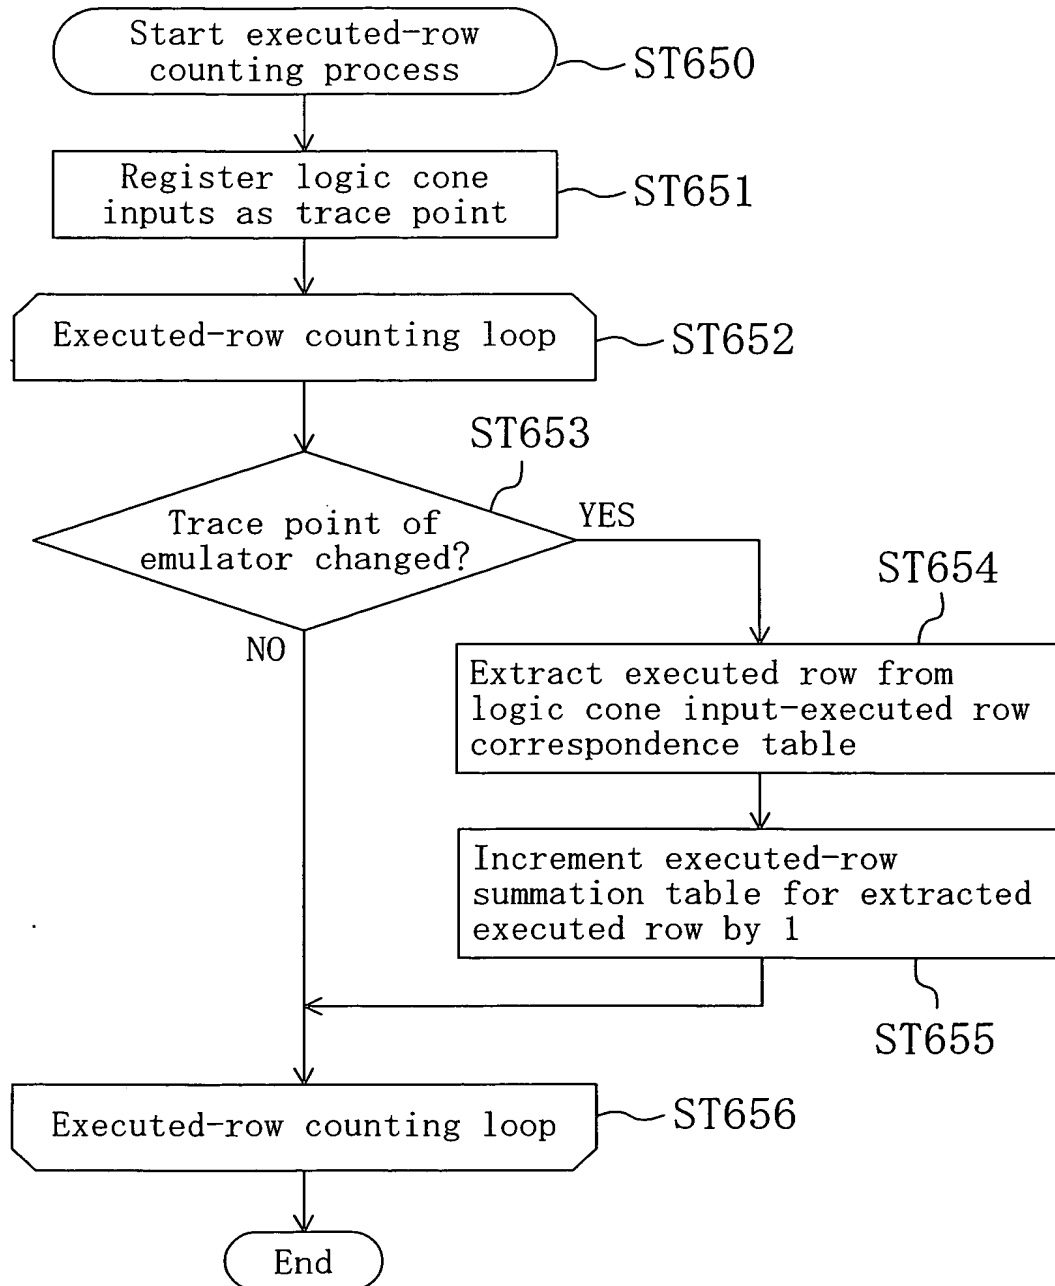 Start executed-row
counting process
ST650
Register logic cone
inputs as trace point
ST651
Executed-row counting loop
ST652
ST653
Trace point of
emulator changed?
YES
NO
ST654
Extract executed row from
logic cone input-executed row
correspondence table
Increment executed-row
summation table for extracted
executed row by 1
ST655
Executed-row counting loop
ST656
End